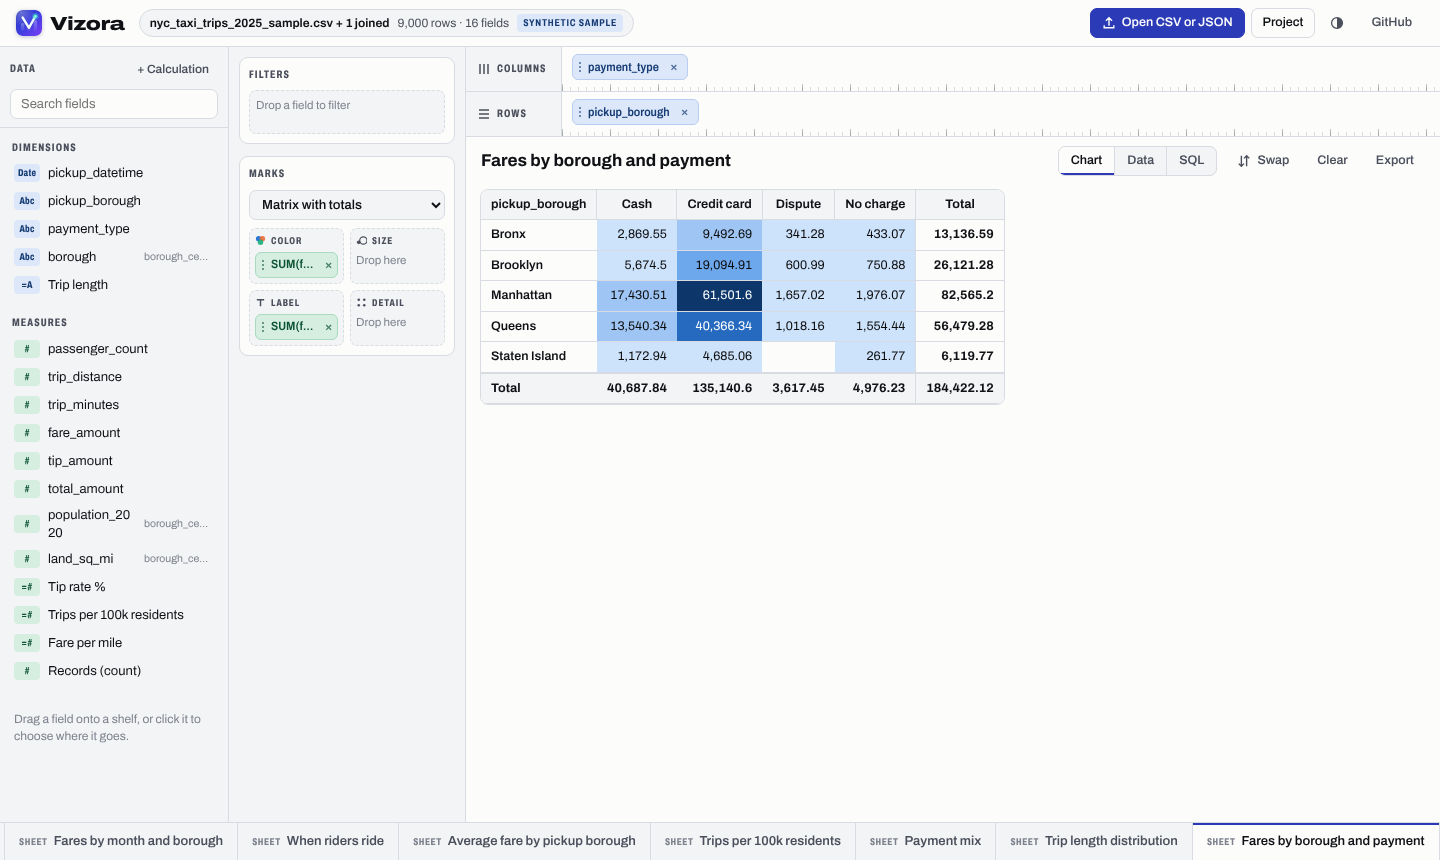 Vizora
nyc_taxi_trips_2025_sample.csv + 1 joined 9,000 rows · 16 fields SYNTHETIC SAMPLE
Open CSV or JSON
Project
GitHub
DATA
+ Calculation
Search fields
DIMENSIONS
Date pickup_datetime
Abc pickup_borough
Abc payment_type
Abc borough borough_ce...
=A Trip length
MEASURES
# passenger_count
# trip_distance
# trip_minutes
# fare_amount
# tip_amount
# total_amount
# population_20
20 borough_ce...
# land_sq_mi borough_ce...
=# Tip rate %
=# Trips per 100k residents
=# Fare per mile
# Records (count)
Drag a field onto a shelf, or click it to
choose where it goes.
FILTERS
Drop a field to filter
MARKS
Matrix with totals
COLOR
SUM(f... ×
SIZE
Drop here
LABEL
SUM(f... ×
DETAIL
Drop here
COLUMNS payment_type ×
ROWS pickup_borough ×
Fares by borough and payment
Chart Data SQL Swap Clear Export
pickup_borough Cash Credit card Dispute No charge Total
Bronx 2,869.55 9,492.69 341.28 433.07 13,136.59
Brooklyn 5,674.5 19,094.91 600.99 750.88 26,121.28
Manhattan 17,430.51 61,501.6 1,657.02 1,976.07 82,565.2
Queens 13,540.34 40,366.34 1,018.16 1,554.44 56,479.28
Staten Island 1,172.94 4,685.06 261.77 6,119.77
Total 40,687.84 135,140.6 3,617.45 4,976.23 184,422.12
SHEET Fares by month and borough
SHEET When riders ride
SHEET Average fare by pickup borough
SHEET Trips per 100k residents
SHEET Payment mix
SHEET Trip length distribution
SHEET Fares by borough and payment